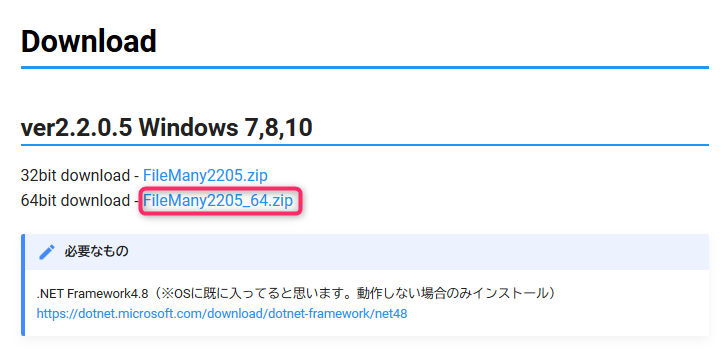 Download
ver2.2.0.5 Windows 7,8,10
32bit download - FileMany2205.zip
64bit download - FileMany2205_64.zip
必要なもの
.NET Framework4.8（※OSに既に入ってると思います。動作しない場合のみインストール）
https://dotnet.microsoft.com/download/dotnet-framework/net48